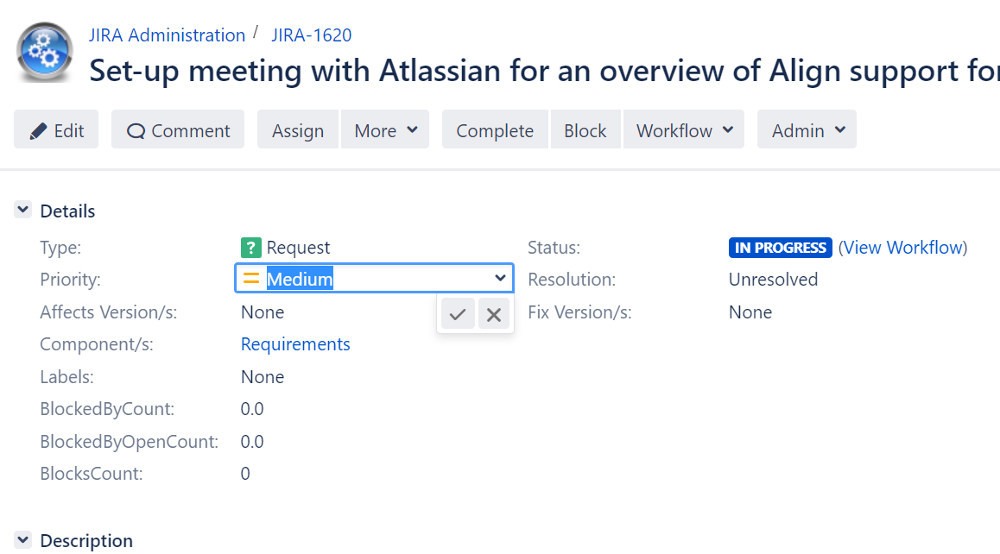 JIRA Administration / JIRA-1620
Set-up meeting with Atlassian for an overview of Align support for
Edit Comment Assign More Complete Block Workflow Admin
Details
Type: ? Request Status: IN PROGRESS (View Workflow)
Priority: Medium Resolution: Unresolved
Affects Version/s: None Fix Version/s: None
Component/s: Requirements
Labels: None
BlockedByCount: 0.0
BlockedByOpenCount: 0.0
BlocksCount: 0
Description